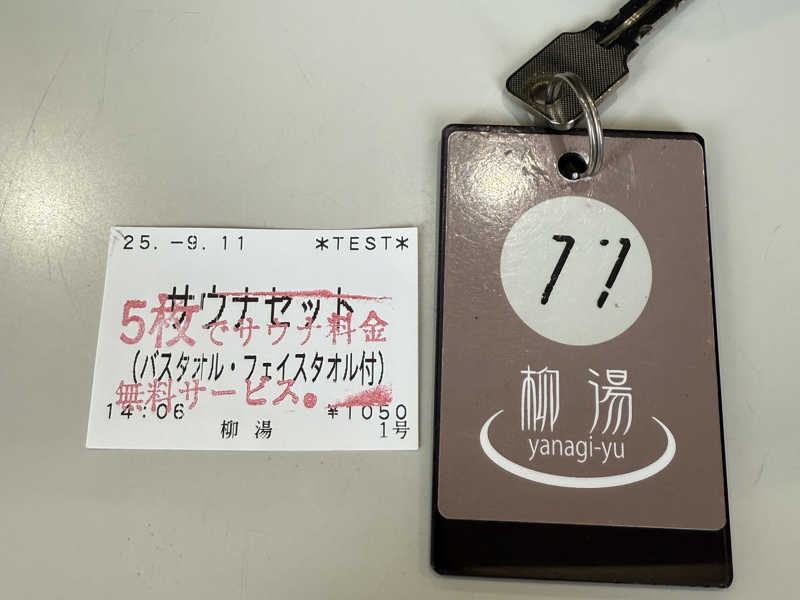 25.-9.11 *TEST*
サウナセット
5枚でサウナ料金
(バスタオル・フェイスタオル付)
無料サービス。
14:06 ¥1050
柳湯 1号
77
柳湯
yanagi-yu